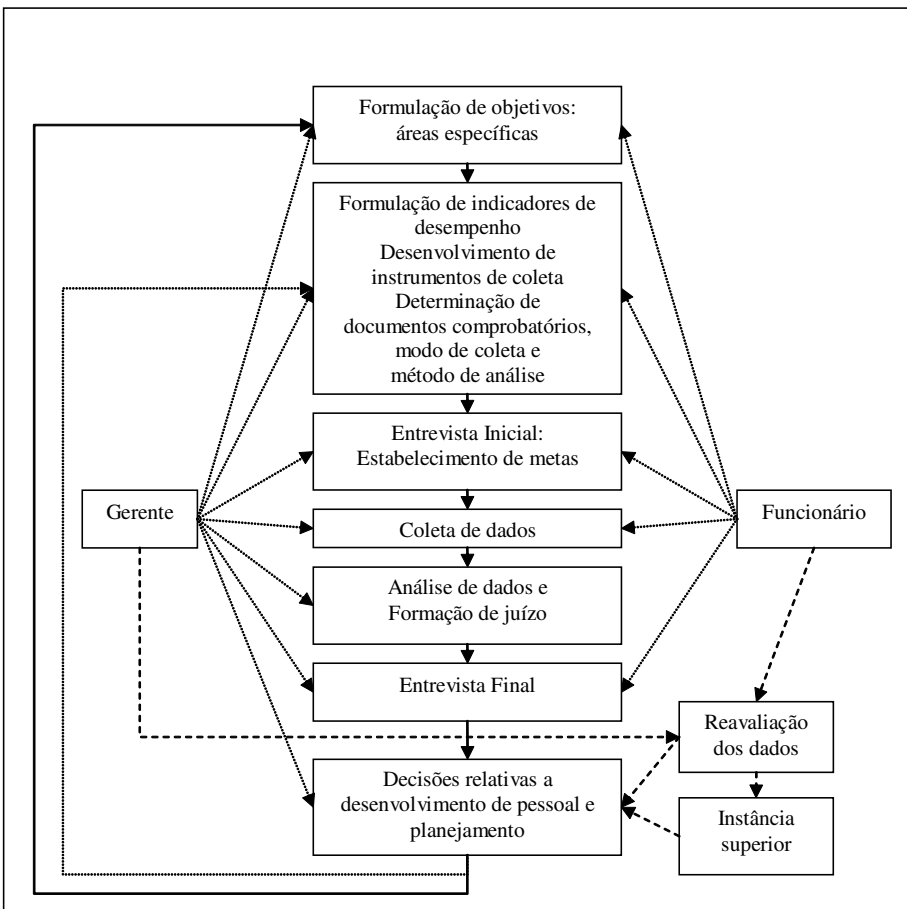 Formulação de objetivos:
áreas específicas
Formulação de indicadores de
desempenho
Desenvolvimento de
instrumentos de coleta
Determinação de
documentos comprobatórios,
modo de coleta e
método de análise
Entrevista Inicial:
Estabelecimento de metas
Gerente
Coleta de dados
Funcionário
Análise de dados e
Formação de juízo
Entrevista Final
Reavaliação
dos dados
Decisões relativas a
desenvolvimento de pessoal e
planejamento
Instância
superior